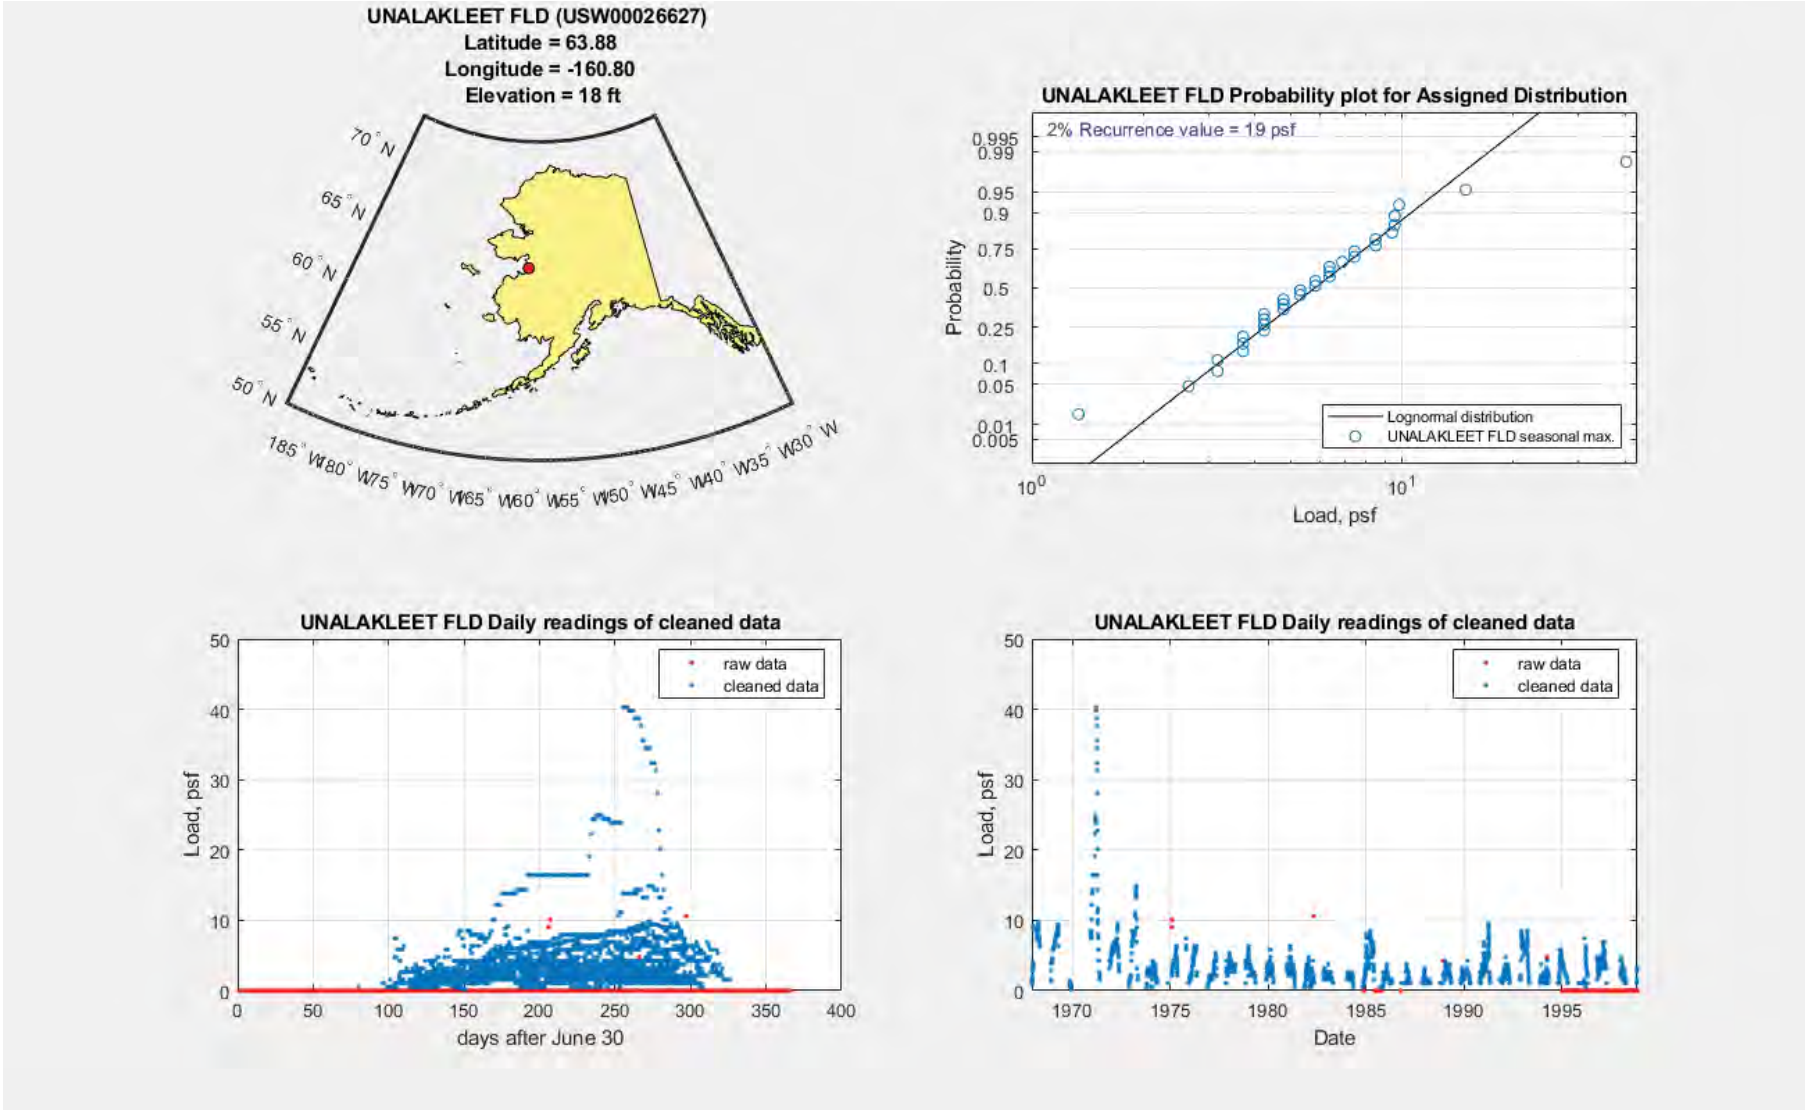 UNALAKLEET FLD (USW00026627)
Latitude = 63.88
Longitude = -160.80
Elevation = 18 ft
70° N
65° N
60° N
55° N
50° N
185° W
180° W
175° W
170° W
165° W
160° W
155° W
150° W
145° W
140° W
135° W
130° W
UNALAKLEET FLD Probability plot for Assigned Distribution
2% Recurrence value = 19 psf
0.995
0.99
0.95
0.9
0.75
0.5
0.25
0.1
0.05
0.01
0.005
Probability
Lognormal distribution
UNALAKLEET FLD seasonal max.
10^0 10^1
Load, psf
UNALAKLEET FLD Daily readings of cleaned data
raw data
cleaned data
50
40
30
20
10
0
Load, psf
0 50 100 150 200 250 300 350 400
days after June 30
UNALAKLEET FLD Daily readings of cleaned data
raw data
cleaned data
50
40
30
20
10
0
Load, psf
1970 1975 1980 1985 1990 1995
Date